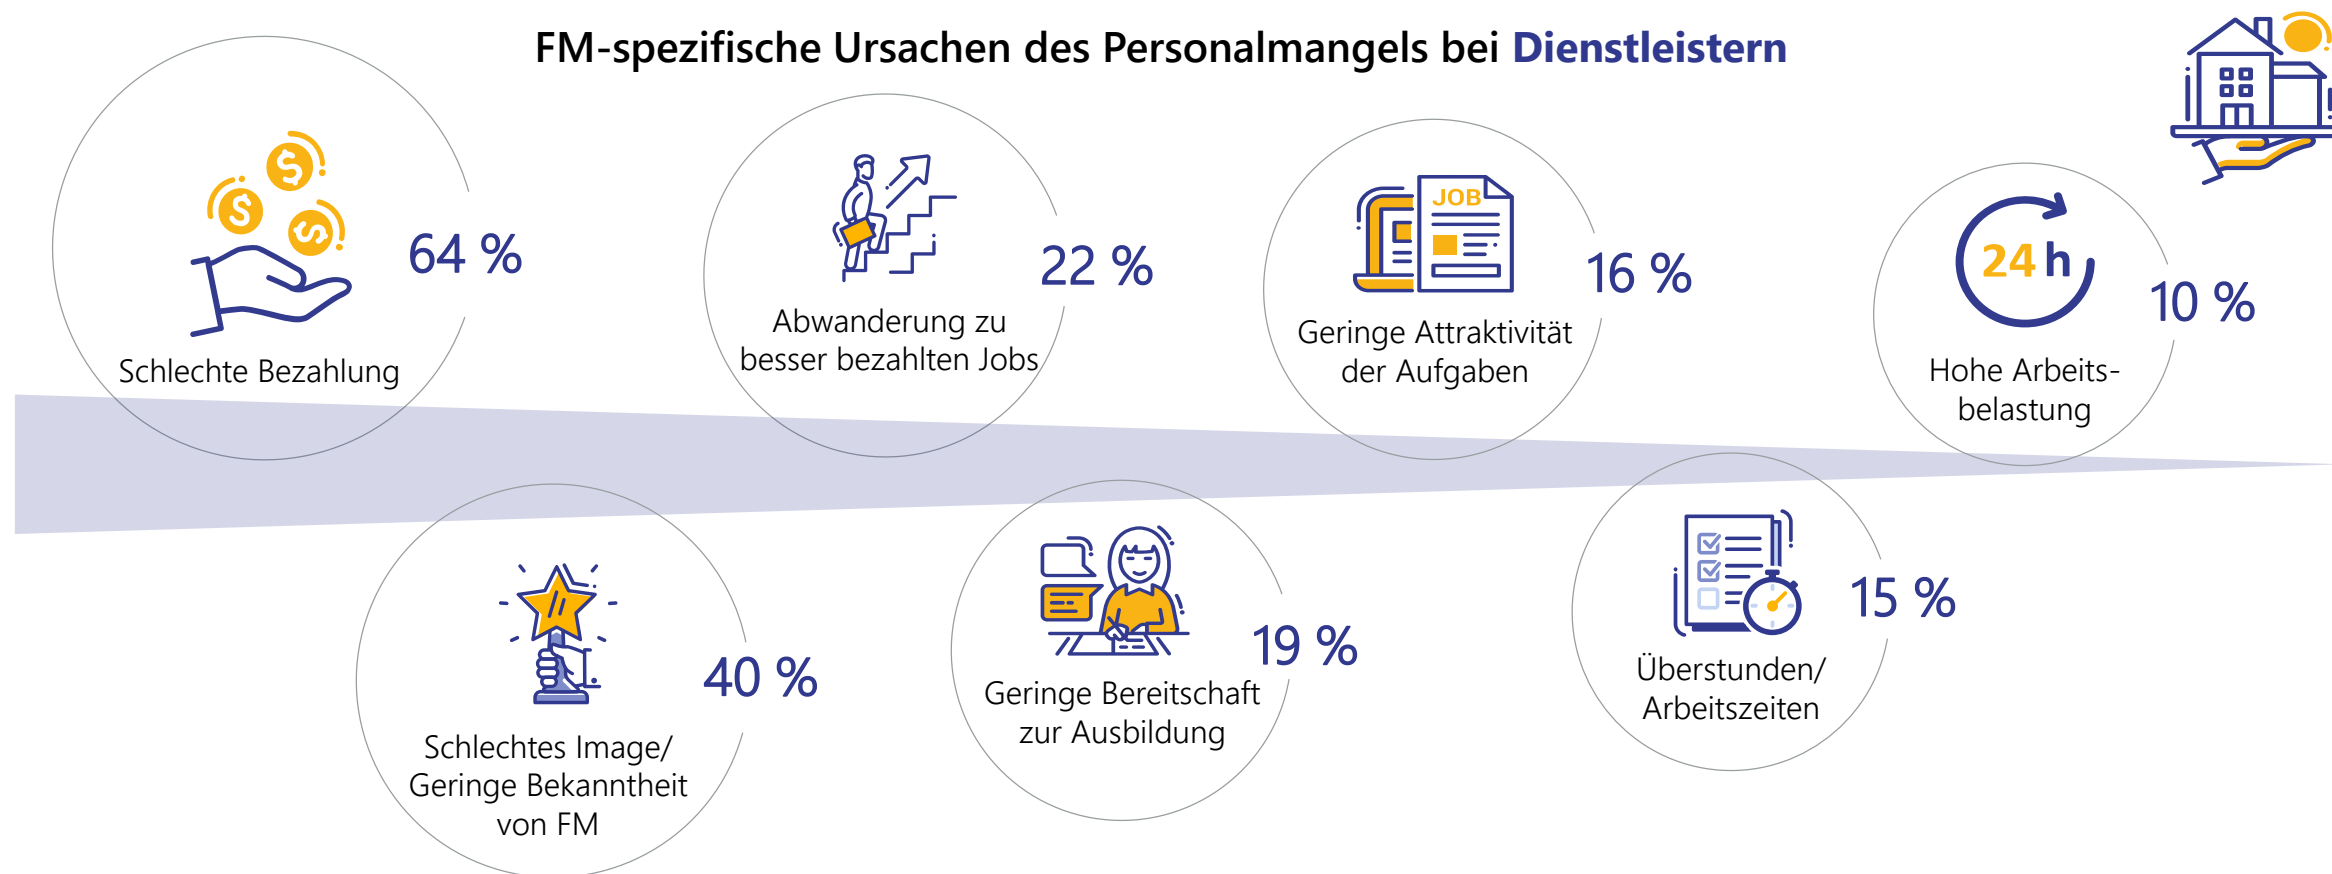 FM-spezifische Ursachen des Personalmangels bei Dienstleistern
64 %
Schlechte Bezahlung
40 %
Schlechtes Image/
Geringe Bekanntheit
von FM
22 %
Abwanderung zu
besser bezahlten Jobs
19 %
Geringe Bereitschaft
zur Ausbildung
JOB
16 %
Geringe Attraktivität
der Aufgaben
15 %
Überstunden/
Arbeitszeiten
24 h
10 %
Hohe Arbeits-
belastung